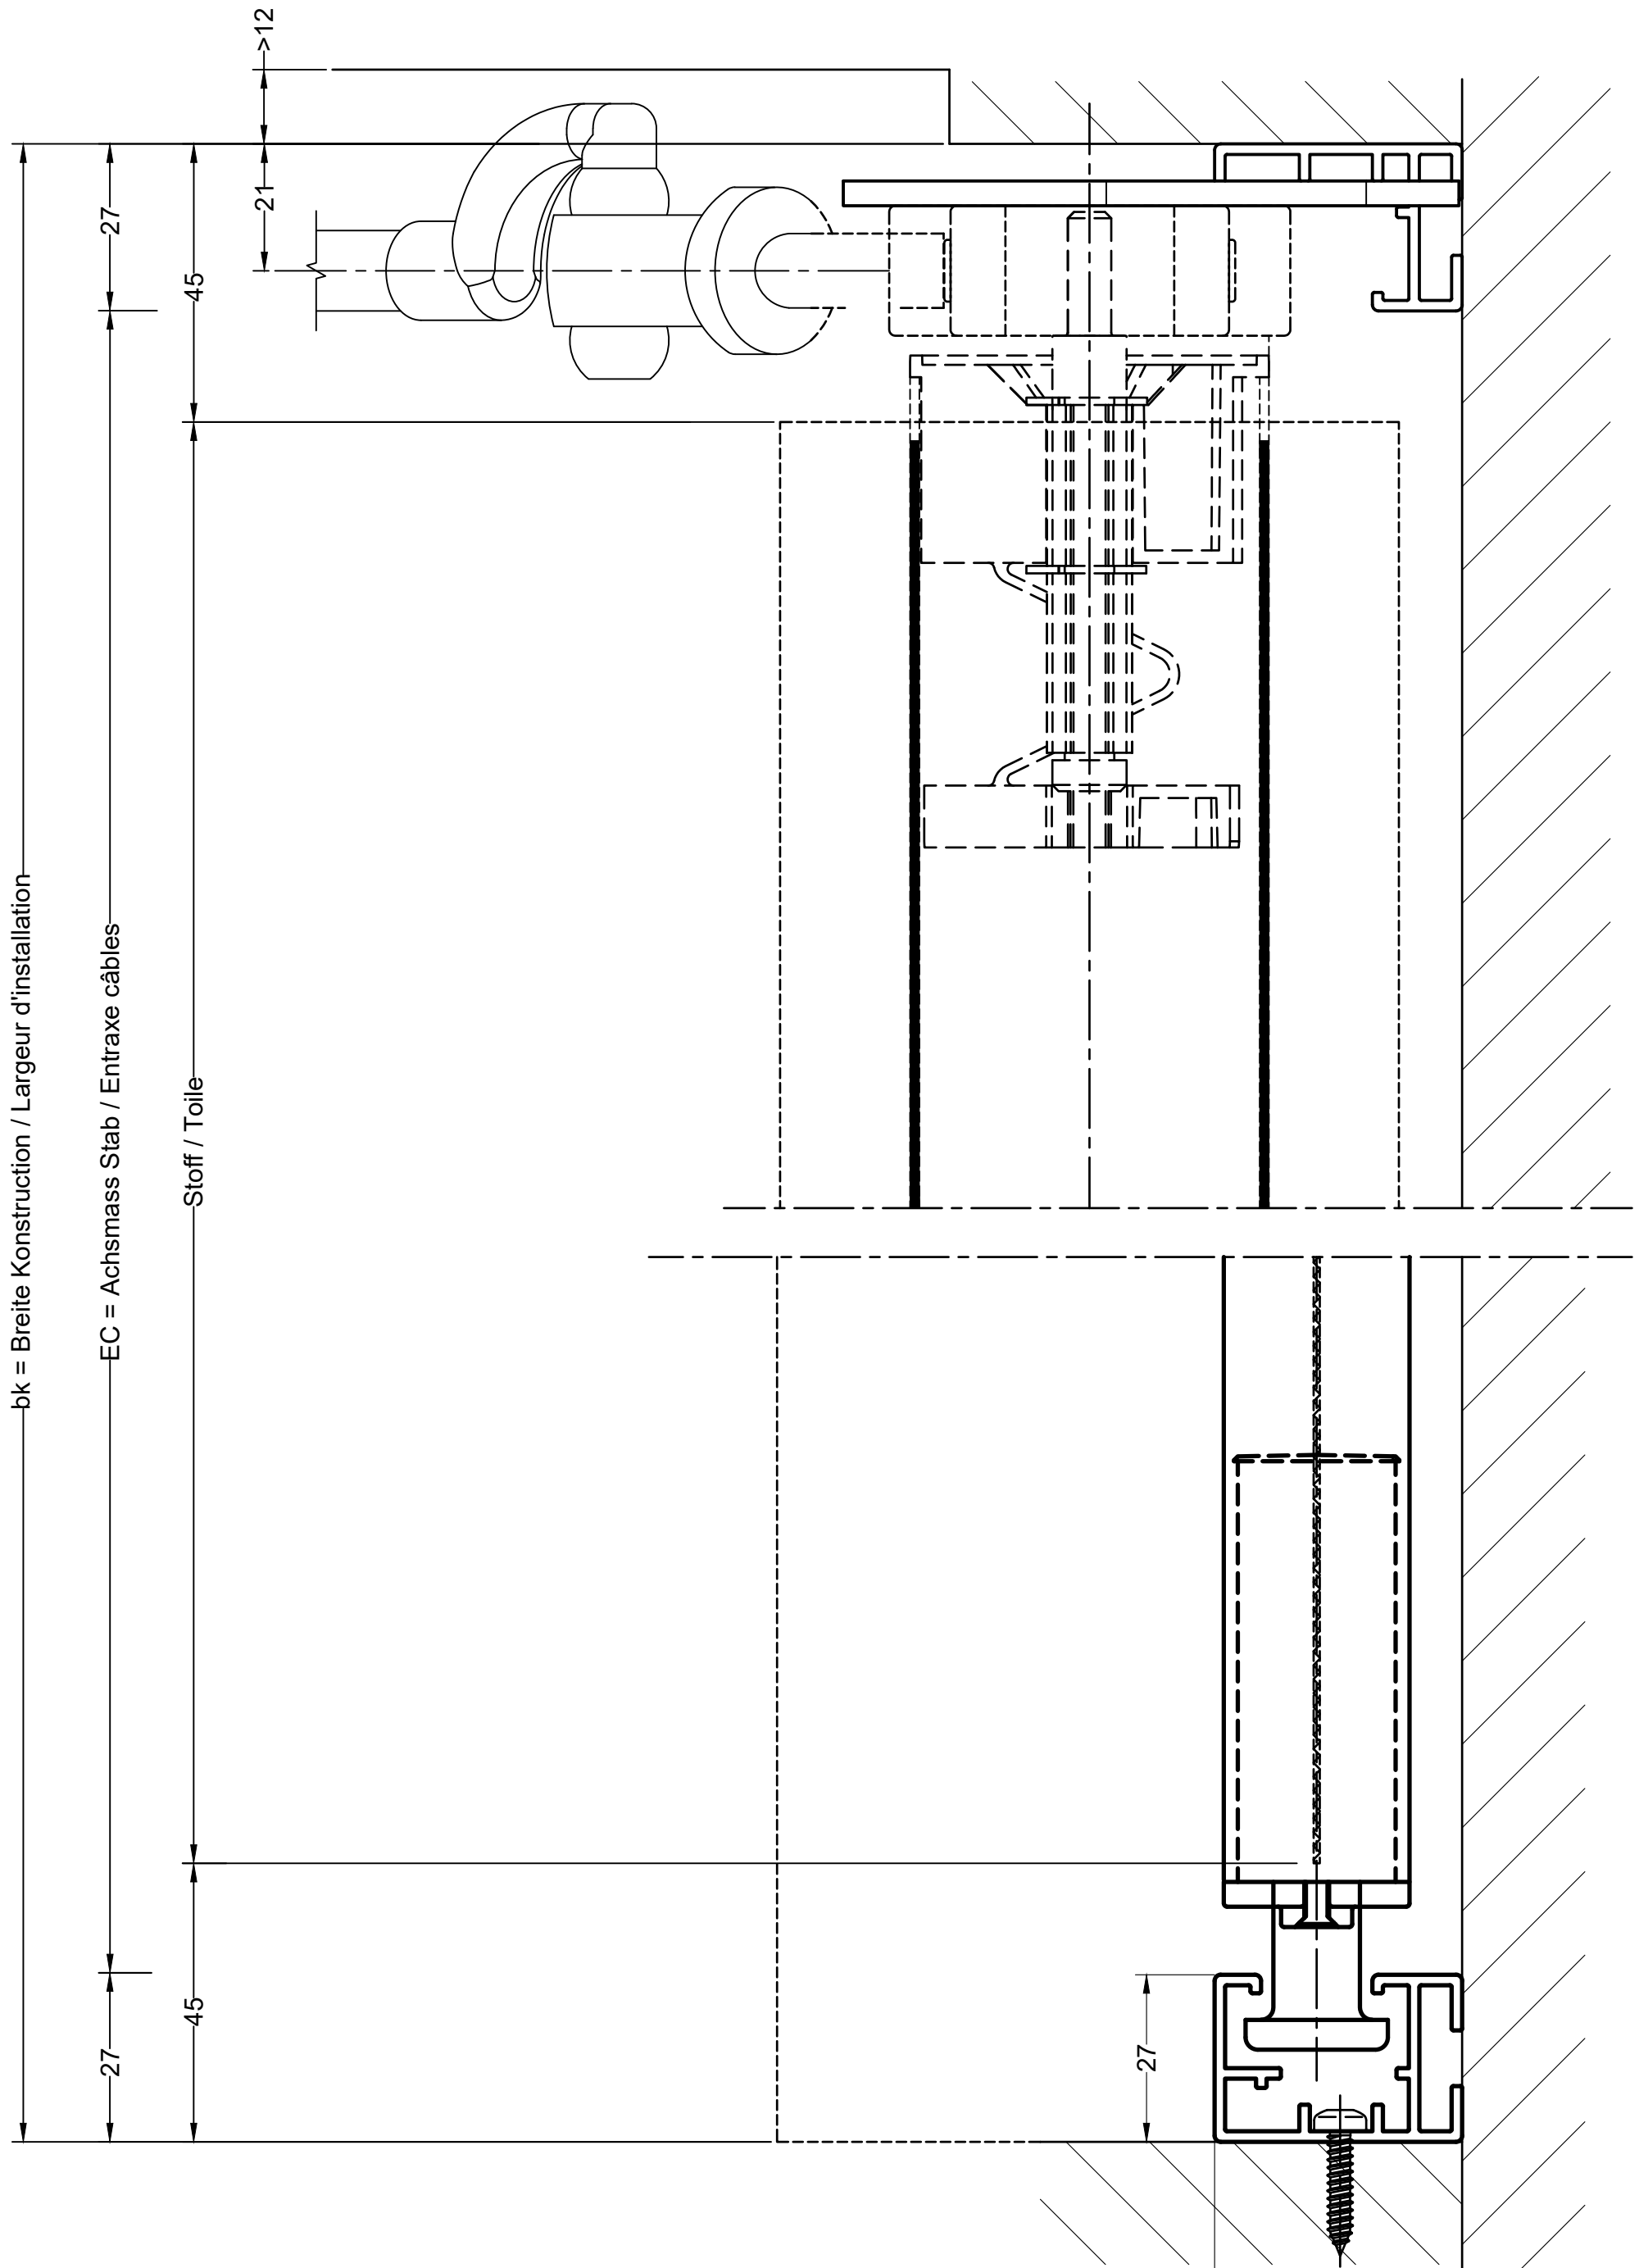 bk = Breite Konstruction / Largeur d'installation
EC = Achsmass Stab / Entraxe câbles
27
27
Stoff / Toile
45
45
21
>12
27